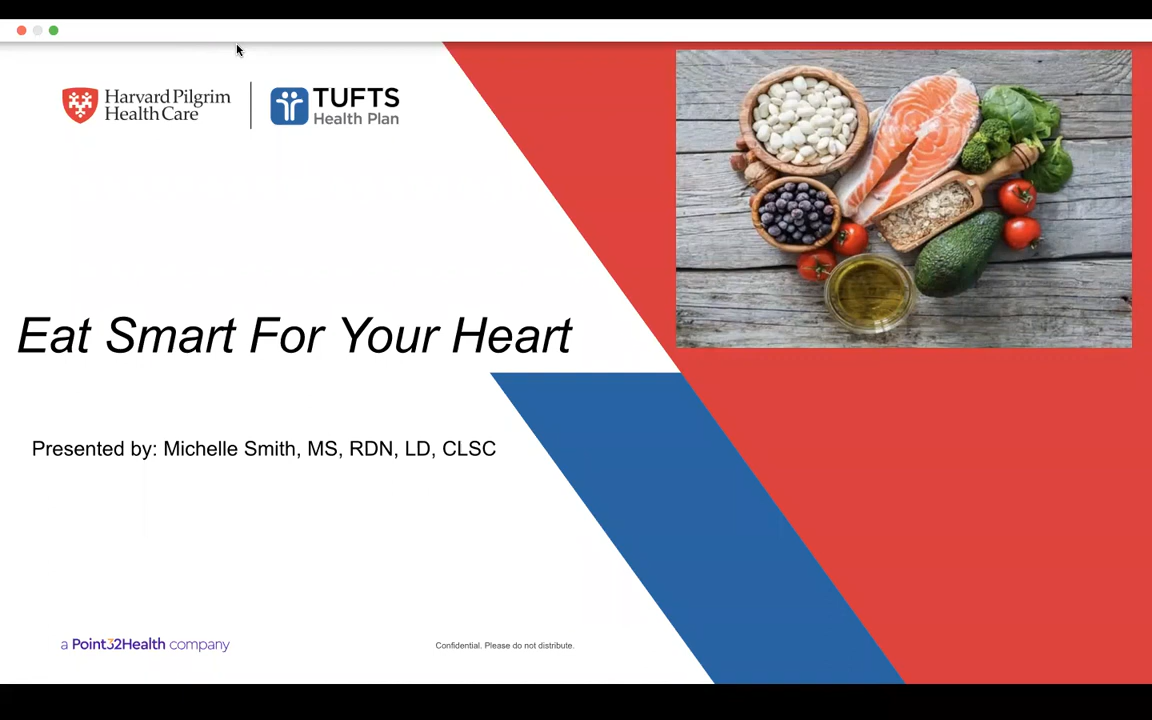 Harvard Pilgrim
Health Care
TUFTS
Health Plan
Eat Smart For Your Heart
Presented by: Michelle Smith, MS, RDN, LD, CLSC
a Point32Health company
Confidential. Please do not distribute.